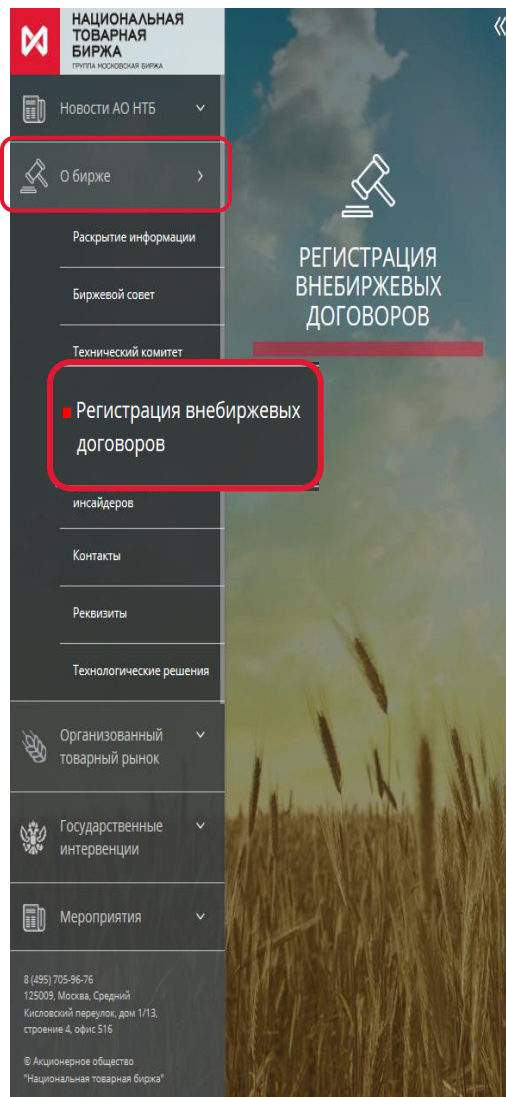 НАЦИОНАЛЬНАЯ
ТОВАРНАЯ
БИРЖА
ГРУППА МОСКОВСКАЯ БИРЖА
Новости АО НТБ
О бирже
Раскрытие информации
Биржевой совет
Технический комитет
Регистрация внебиржевых
договоров
инсайдеров
Контакты
Реквизиты
Технологические решения
Организованный
товарный рынок
Государственные
интервенции
Мероприятия
8 (495) 705-96-76
125009, Москва, Средний
Кисловский переулок, дом 1/13,
строение 4, офис 516
© Акционерное общество
"Национальная товарная биржа"
РЕГИСТРАЦИЯ
ВНЕБИРЖЕВЫХ
ДОГОВОРОВ